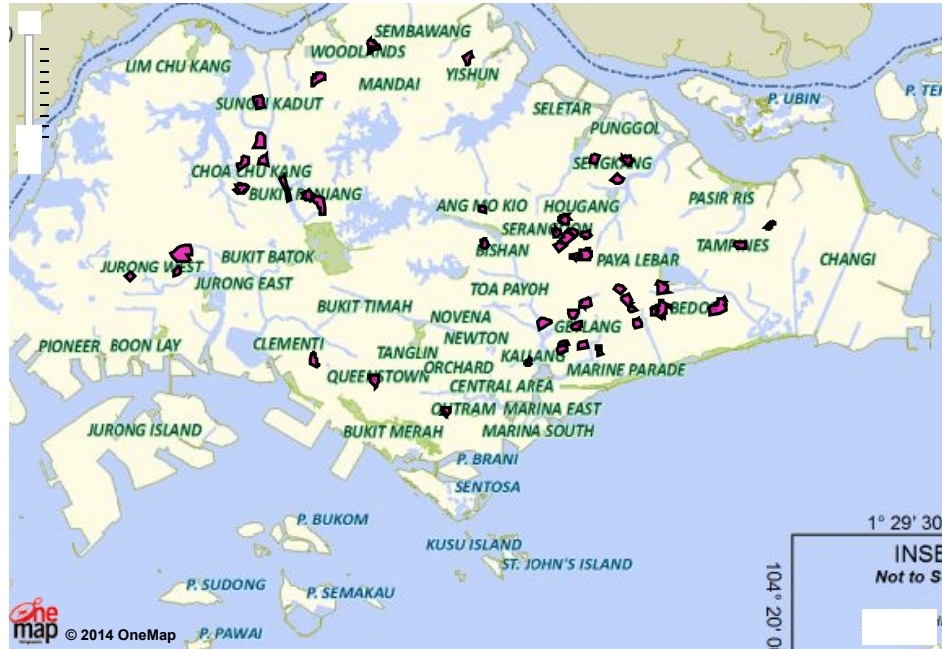 SEMBAWANG
WOODLANDS
LIM CHU KANG
YISHUN
MANDAI
P. UBIN
SUNGEI KADUT
SELETAR
PUNGGOL
SENGKANG
CHOA CHU KANG
BUKIT PANJANG
PASIR RIS
ANG MO KIO
HOUGANG
SERANGOON
BISHAN
TAMPINES
BUKIT BATOK
PAYA LEBAR
CHANGI
JURONG WEST
JURONG EAST
TOA PAYOH
BUKIT TIMAH
BEDOK
NOVENA
GEYLANG
NEWTON
PIONEER
BOON LAY
CLEMENTI
TANGLIN
KALLANG
ORCHARD
MARINE PARADE
QUEENSTOWN
CENTRAL AREA
OUTRAM
MARINA EAST
JURONG ISLAND
BUKIT MERAH
MARINA SOUTH
P. BRANI
SENTOSA
P. BUKOM
1° 29' 30
KUSU ISLAND
INSE
ST. JOHN'S ISLAND
Not to S
P. SUDONG
P. SEMAKAU
104° 20' 0
One
map © 2014 OneMap
P. PAWAI